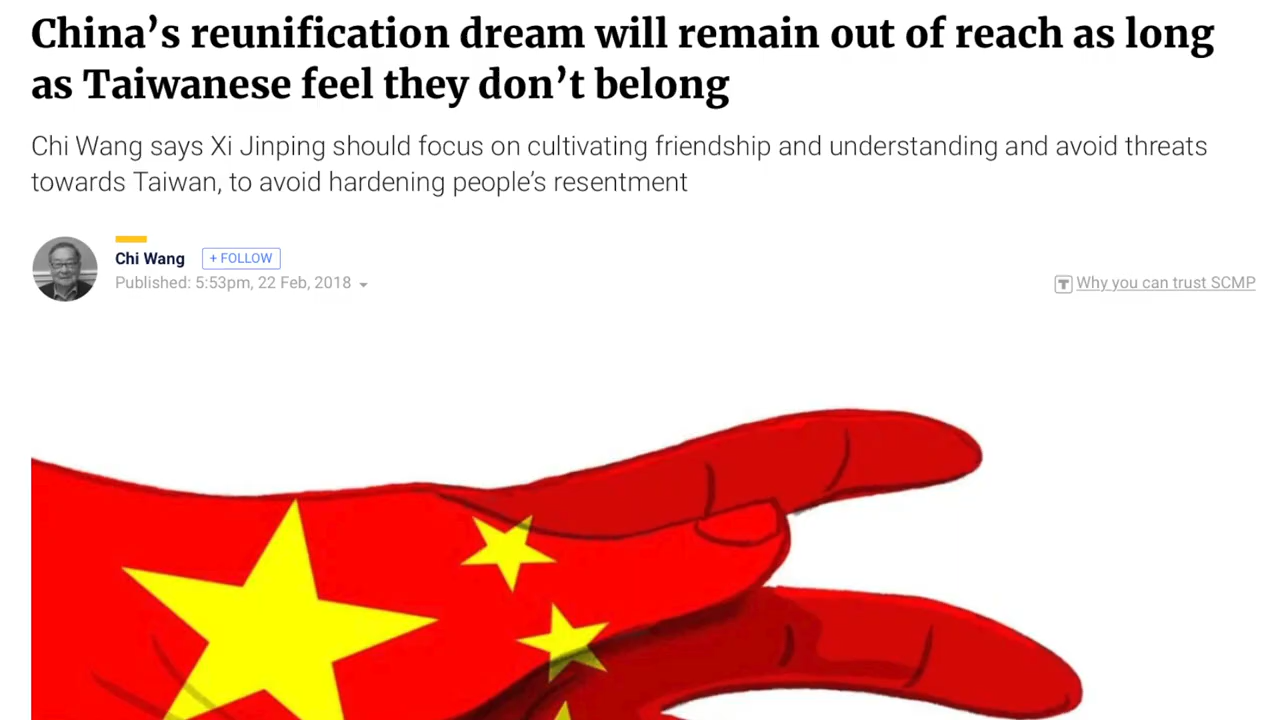 China’s reunification dream will remain out of reach as long
as Taiwanese feel they don’t belong
Chi Wang says Xi Jinping should focus on cultivating friendship and understanding and avoid threats
towards Taiwan, to avoid hardening people’s resentment
Chi Wang + FOLLOW
Published: 5:53pm, 22 Feb, 2018
Why you can trust SCMP